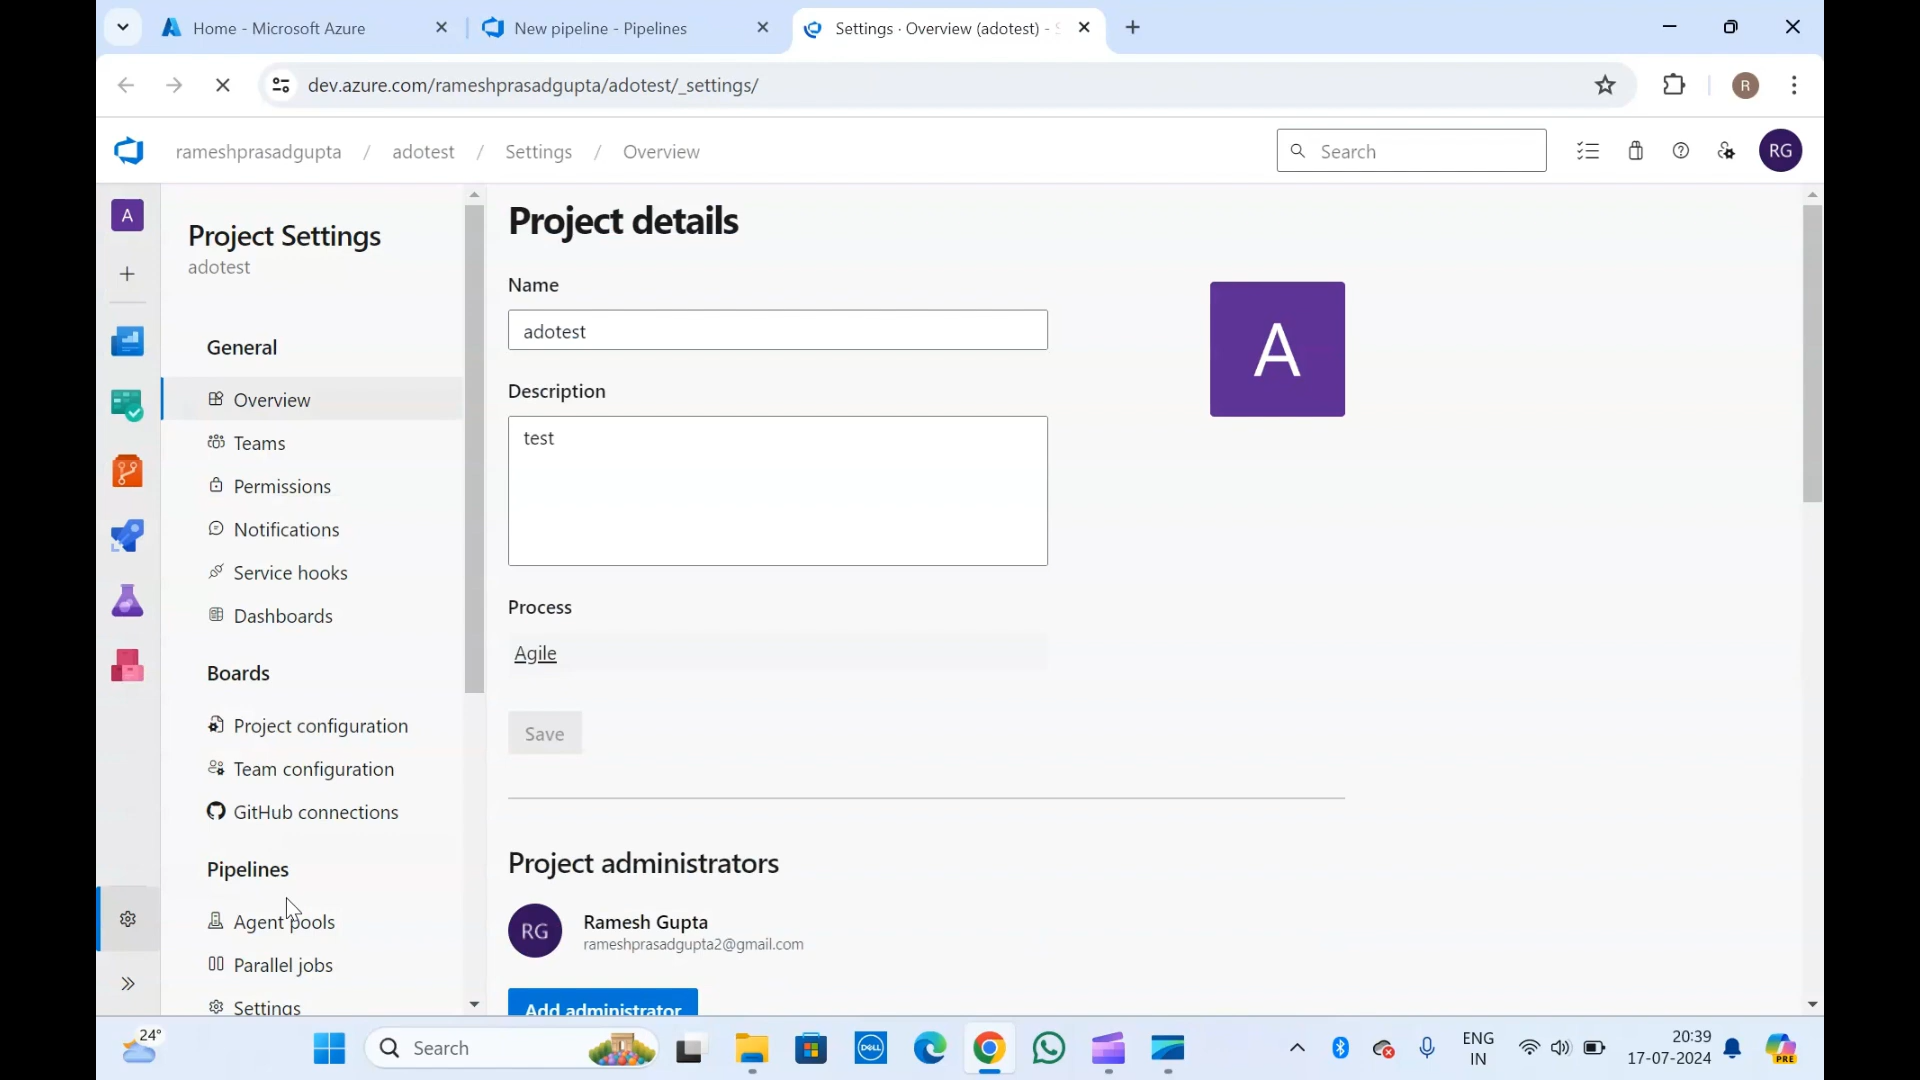 Home - Microsoft Azure
New pipeline - Pipelines
Settings · Overview (adotest) -
dev.azure.com/rameshprasadgupta/adotest/_settings/
R
rameshprasadgupta / adotest / Settings / Overview
Search
RG
A
Project Settings
adotest
General
Overview
Teams
Permissions
Notifications
Service hooks
Dashboards
Boards
Project configuration
Team configuration
GitHub connections
Pipelines
Agent pools
Parallel jobs
Settings
Project details
Name
adotest
A
Description
test
Process
Agile
Save
Project administrators
RG
Ramesh Gupta
rameshprasadgupta2@gmail.com
Add administrator
24°
Search
DELL
ENG
IN
20:39
17-07-2024
PRE